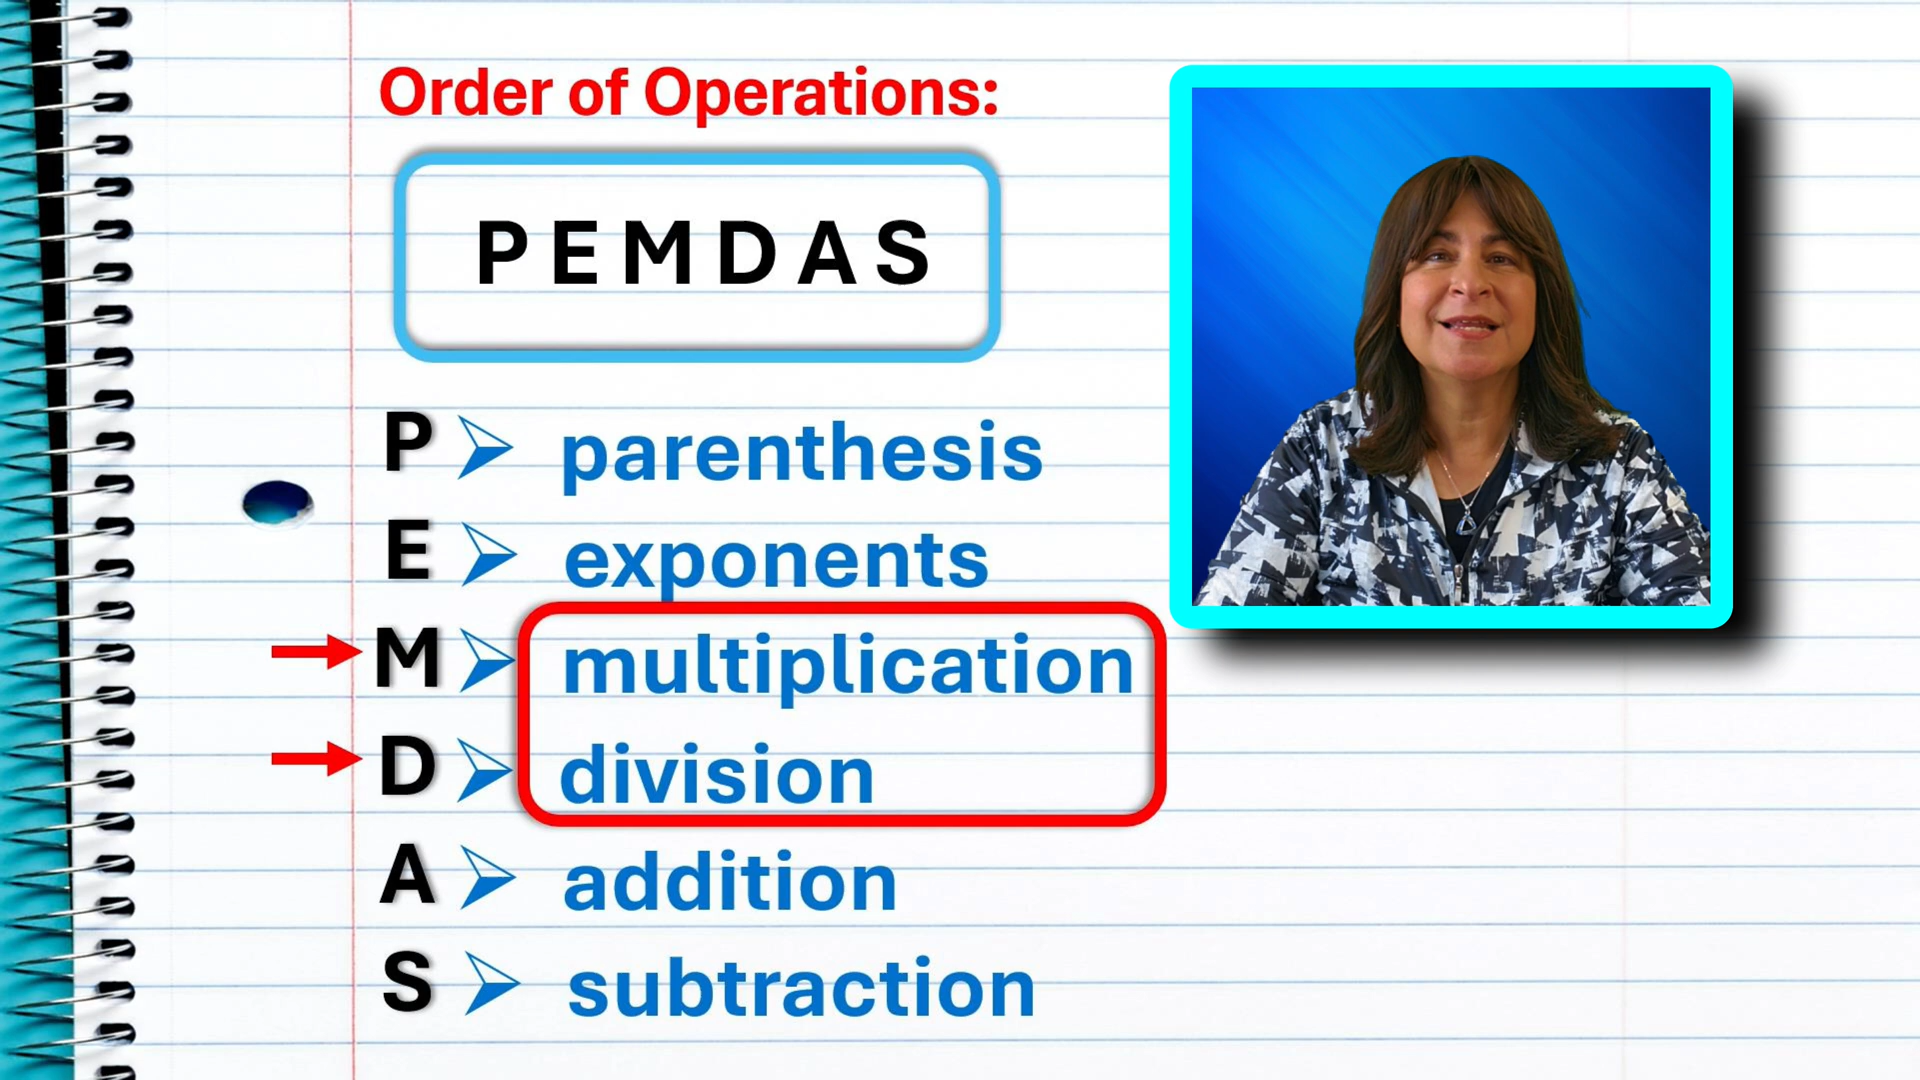 Order of Operations:
PEMDAS
P ➢ parenthesis
E ➢ exponents
M ➢ multiplication
D ➢ division
A ➢ addition
S ➢ subtraction